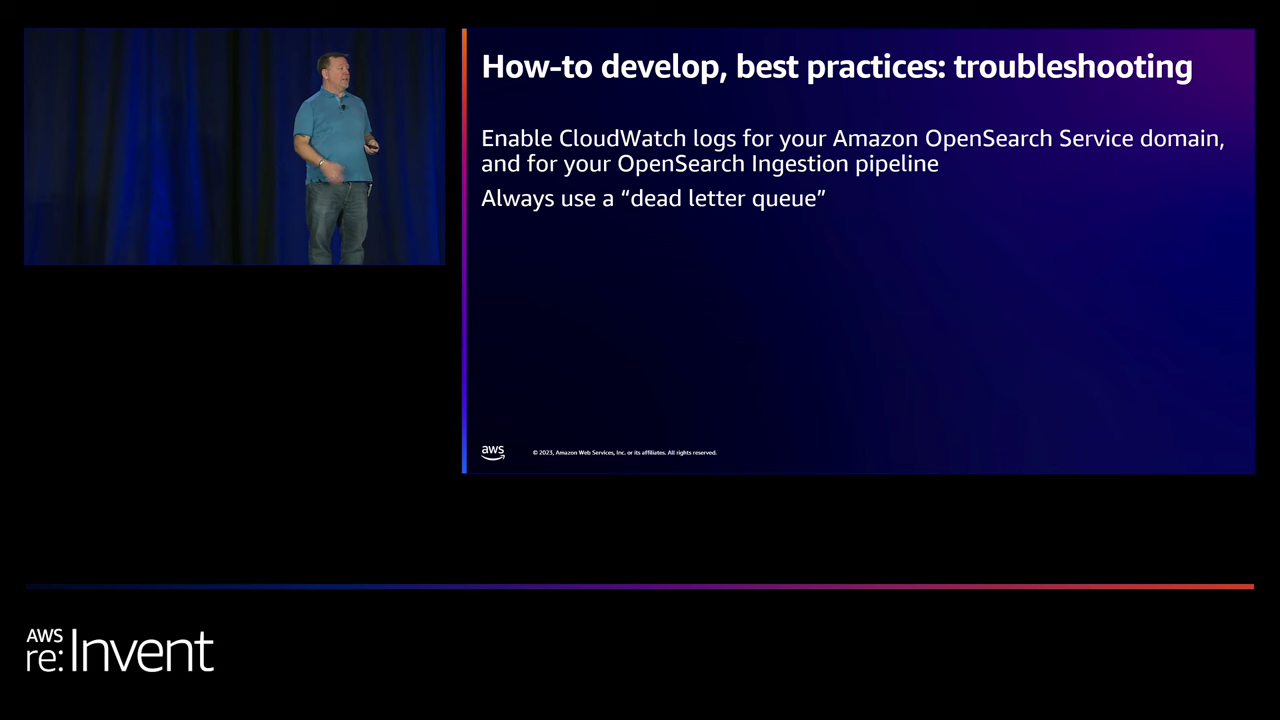 How-to develop, best practices: troubleshooting
Enable CloudWatch logs for your Amazon OpenSearch Service domain,
and for your OpenSearch Ingestion pipeline
Always use a “dead letter queue”
aws
© 2023, Amazon Web Services, Inc. or its affiliates. All rights reserved.
AWS
re:Invent